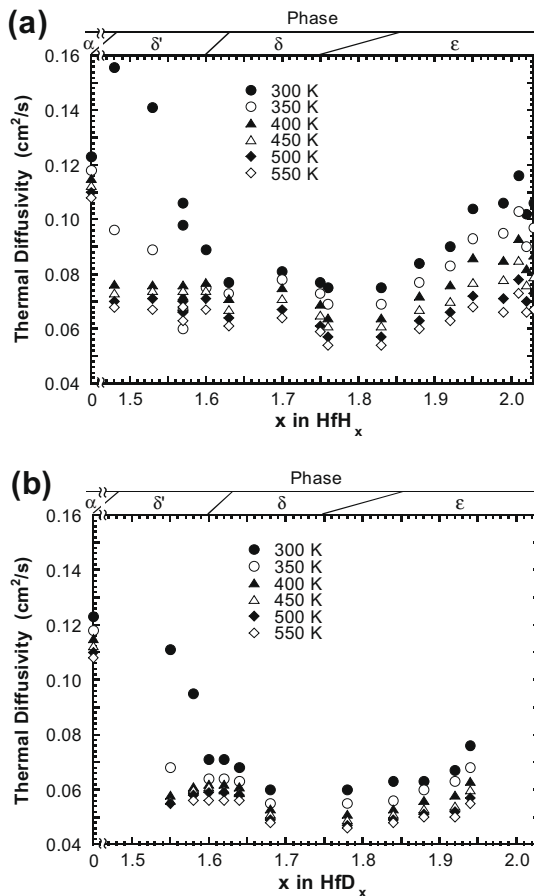 (a)
Phase
α δ' δ ε
0.16
300 K
350 K
400 K
450 K
500 K
550 K
0.14
0.12
0.10
0.08
0.06
0.04
Thermal Diffusivity (cm²/s)
0 1.5 1.6 1.7 1.8 1.9 2.0
x in HfHₓ
(b)
Phase
α δ' δ ε
0.16
300 K
350 K
400 K
450 K
500 K
550 K
0.14
0.12
0.10
0.08
0.06
0.04
Thermal Diffusivity (cm²/s)
0 1.5 1.6 1.7 1.8 1.9 2.0
x in HfDₓ